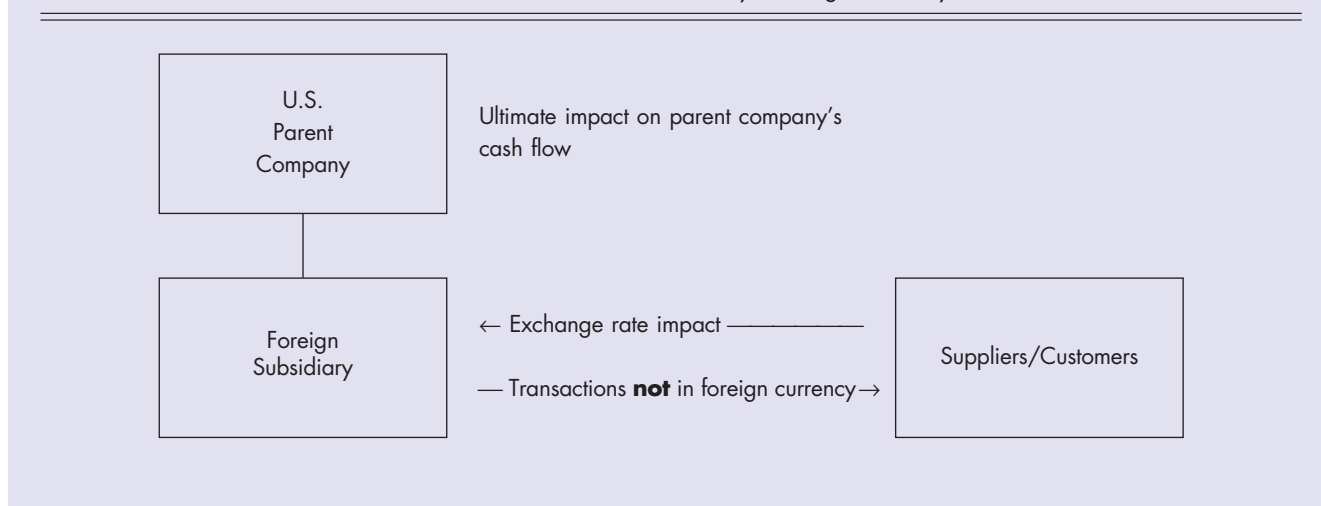 U.S.
Parent
Company
Ultimate impact on parent company's
cash flow
Foreign
Subsidiary
← Exchange rate impact
Transactions not in foreign currency →
Suppliers/Customers